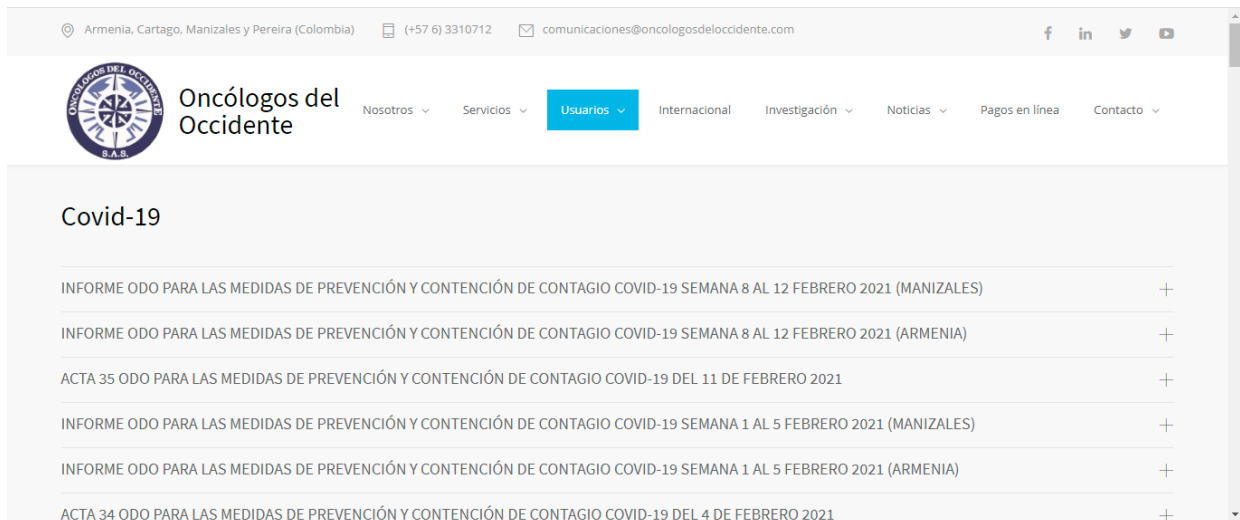 Armenia, Cartago, Manizales y Pereira (Colombia) (+57 6) 3310712 comunicaciones@oncologosdeloccidente.com
ONCOLOGOS DEL OCCIDENTE
S.A.S.
Oncólogos del
Occidente
Nosotros Servicios Usuarios Internacional Investigación Noticias Pagos en línea Contacto
Covid-19
INFORME ODO PARA LAS MEDIDAS DE PREVENCIÓN Y CONTENCIÓN DE CONTAGIO COVID-19 SEMANA 8 AL 12 FEBRERO 2021 (MANIZALES)
INFORME ODO PARA LAS MEDIDAS DE PREVENCIÓN Y CONTENCIÓN DE CONTAGIO COVID-19 SEMANA 8 AL 12 FEBRERO 2021 (ARMENIA)
ACTA 35 ODO PARA LAS MEDIDAS DE PREVENCIÓN Y CONTENCIÓN DE CONTAGIO COVID-19 DEL 11 DE FEBRERO 2021
INFORME ODO PARA LAS MEDIDAS DE PREVENCIÓN Y CONTENCIÓN DE CONTAGIO COVID-19 SEMANA 1 AL 5 FEBRERO 2021 (MANIZALES)
INFORME ODO PARA LAS MEDIDAS DE PREVENCIÓN Y CONTENCIÓN DE CONTAGIO COVID-19 SEMANA 1 AL 5 FEBRERO 2021 (ARMENIA)
ACTA 34 ODO PARA LAS MEDIDAS DE PREVENCIÓN Y CONTENCIÓN DE CONTAGIO COVID-19 DEL 4 DE FEBRERO 2021